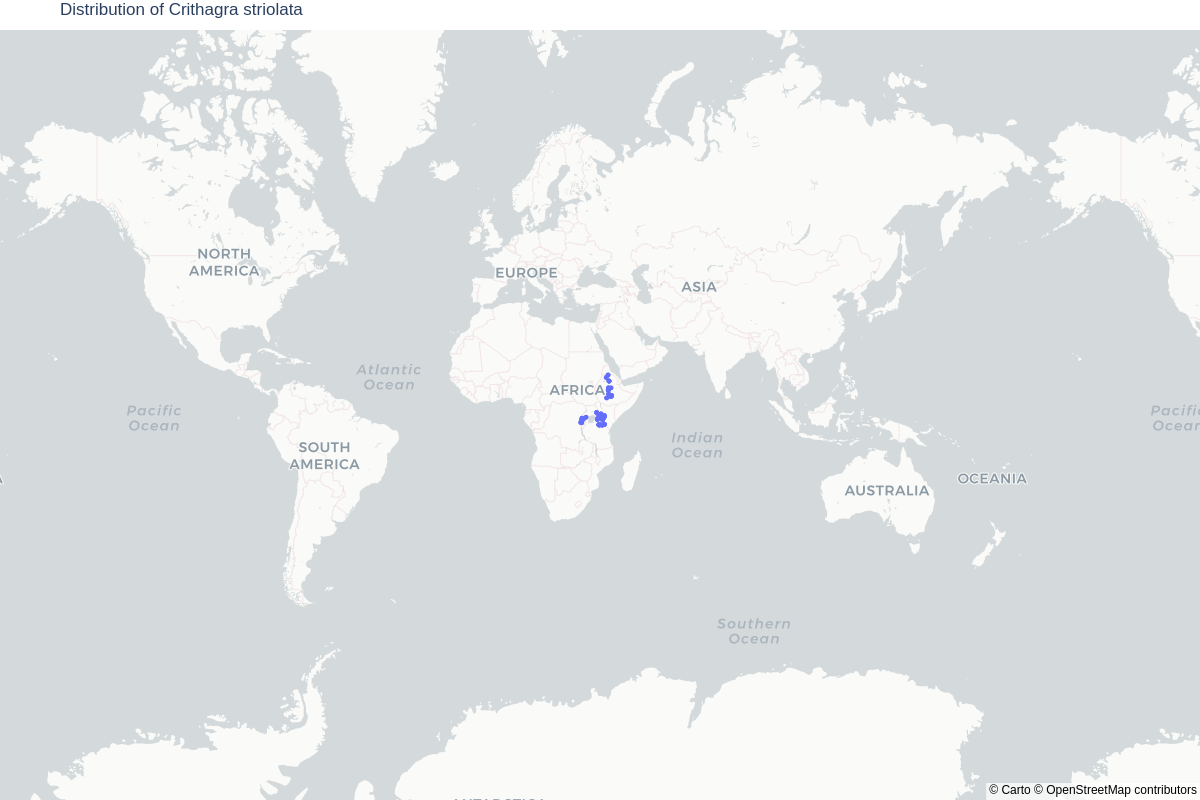 Distribution of Crithagra striolata
NORTH
AMERICA
EUROPE
ASIA
Atlantic
Ocean
AFRICA
Pacific
Ocean
Pacific
Ocean
Indian
Ocean
SOUTH
AMERICA
OCEANIA
AUSTRALIA
Southern
Ocean
© Carto © OpenStreetMap contributors